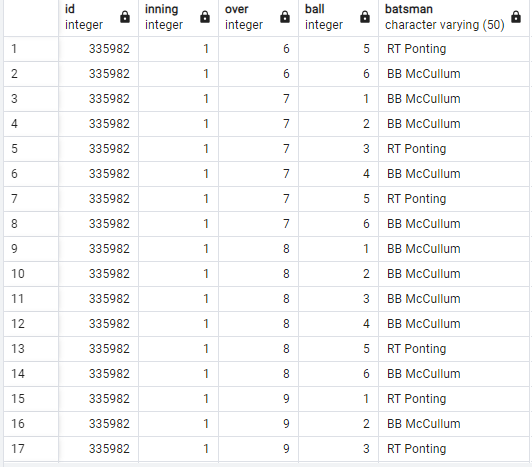 id inning over ball batsman
integer integer integer integer character varying (50)
1 335982 1 6 5 RT Ponting
2 335982 1 6 6 BB McCullum
3 335982 1 7 1 BB McCullum
4 335982 1 7 2 BB McCullum
5 335982 1 7 3 RT Ponting
6 335982 1 7 4 BB McCullum
7 335982 1 7 5 RT Ponting
8 335982 1 7 6 BB McCullum
9 335982 1 8 1 BB McCullum
10 335982 1 8 2 BB McCullum
11 335982 1 8 3 BB McCullum
12 335982 1 8 4 BB McCullum
13 335982 1 8 5 RT Ponting
14 335982 1 8 6 BB McCullum
15 335982 1 9 1 RT Ponting
16 335982 1 9 2 BB McCullum
17 335982 1 9 3 RT Ponting